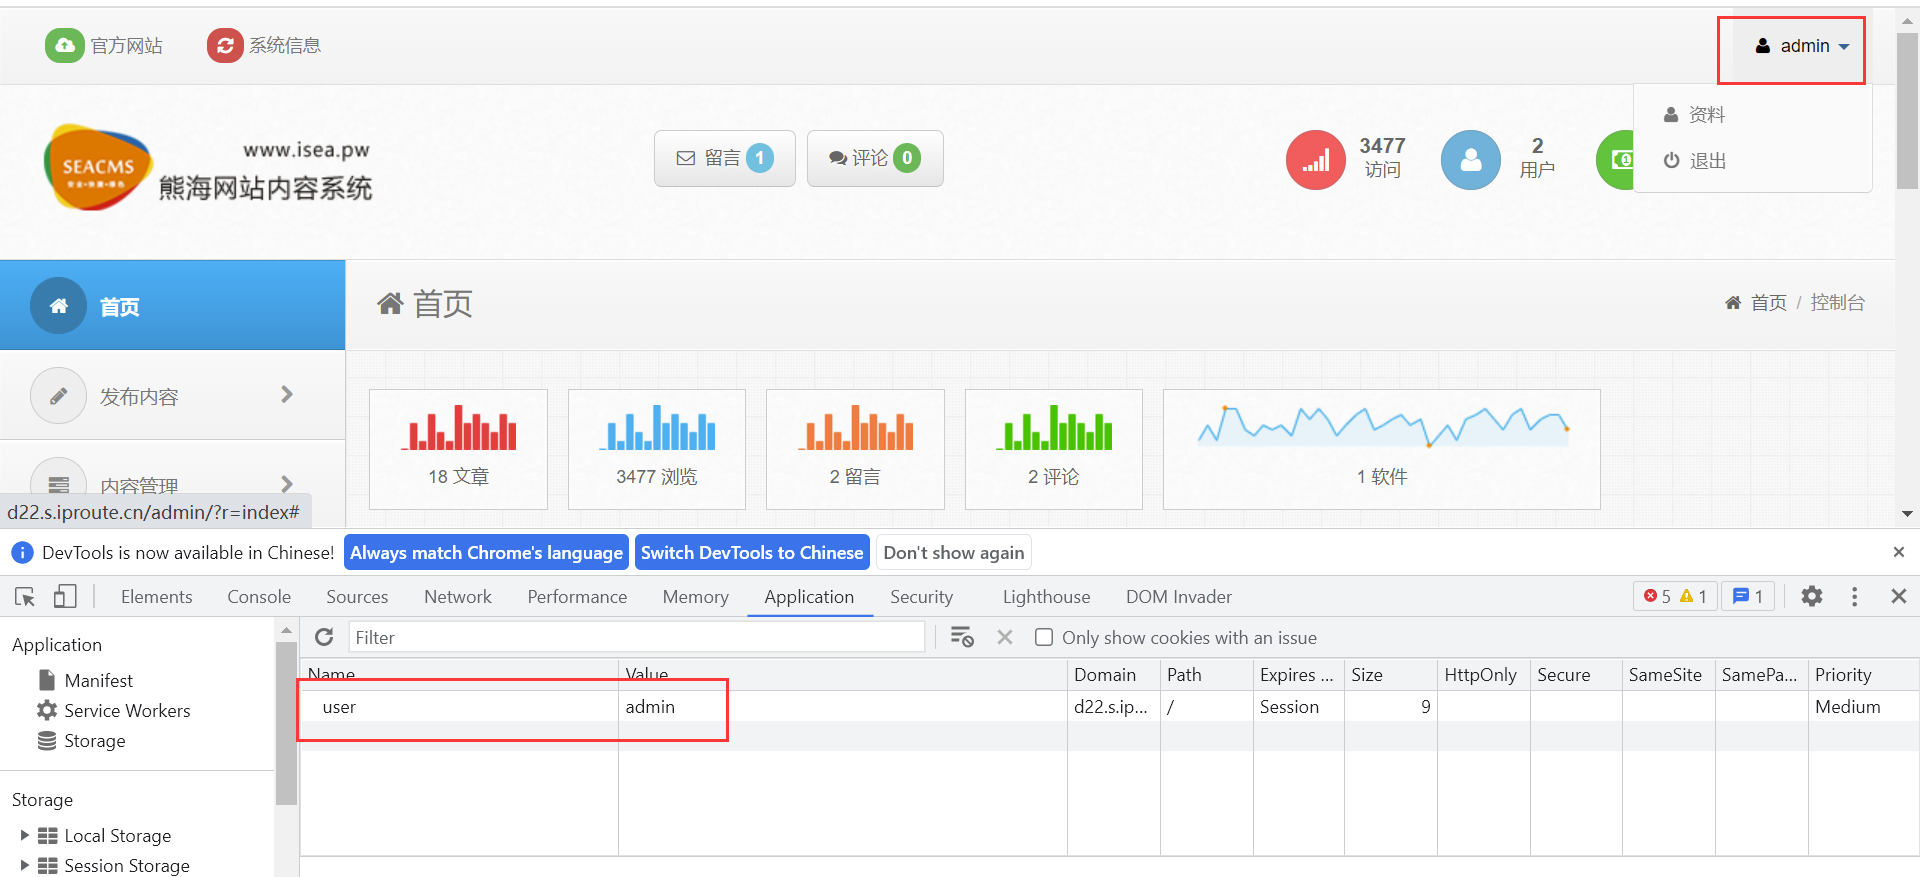 官方网站 系统信息 admin
资料
退出
SEACMS
www.isea.pw
熊海网站内容系统
留言 1 评论 0
3477
访问
2
用户
首页
首页
首页 / 控制台
发布内容
内容管理
18 文章
3477 浏览
2 留言
2 评论
1 软件
d22.s.iproute.cn/admin/?r=index#
DevTools is now available in Chinese! Always match Chrome's language Switch DevTools to Chinese Don't show again
Elements Console Sources Network Performance Memory Application Security Lighthouse DOM Invader 5 1 1
Application
Manifest
Service Workers
Storage
Storage
Local Storage
Session Storage
Filter Only show cookies with an issue
Name Value Domain Path Expires ... Size HttpOnly Secure SameSite SamePa... Priority
user admin d22.s.ip... / Session 9 Medium